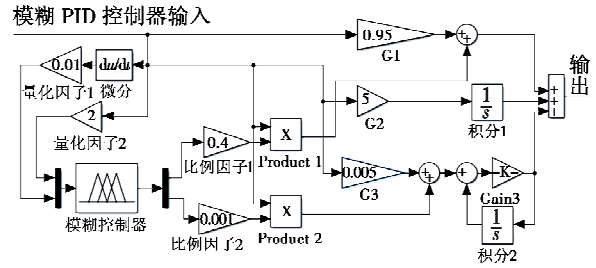 模糊 PID 控制器输入
0.95
G1
0.01
du/dt
量化因子1
微分
5
G2
1
s
积分1
+
+
+
+
输出
2
量化因子2
0.4
比例因子1
X
Product 1
0.005
G3
+
+
+
+
-K-
Gain3
模糊控制器
0.001
比例因子2
X
Product 2
1
s
积分2